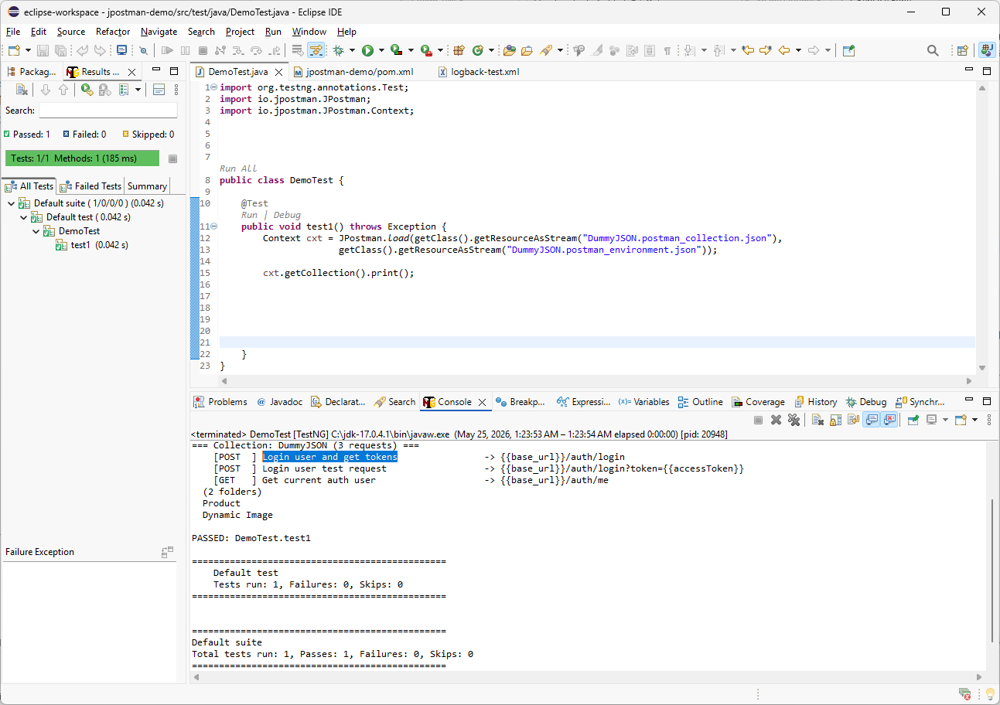 eclipse-workspace - jpostman-demo/src/test/java/DemoTest.java - Eclipse IDE
File Edit Source Refactor Navigate Search Project Run Window Help
Packag... Results ...
Search:
Passed: 1 Failed: 0 Skipped: 0
Tests: 1/1 Methods: 1 (185 ms)
All Tests Failed Tests Summary
Default suite ( 1/0/0/0 ) (0.042 s)
Default test ( 0.042 s)
DemoTest
test1 (0.042 s)
Failure Exception
DemoTest.java jpostman-demo/pom.xml logback-test.xml
1 import org.testng.annotations.Test;
2 import io.jpostman.JPostman;
3 import io.jpostman.JPostman.Context;
4
5
6
7
Run All
8 public class DemoTest {
9
10 @Test
Run | Debug
11 public void test1() throws Exception {
12 Context cxt = JPostman.Load(getClass().getResourceAsStream("DummyJSON.postman_collection.json"),
13 getClass().getResourceAsStream("DummyJSON.postman_environment.json"));
14
15 cxt.getCollection().print();
16
17
18
19
20
21
22 }
23 }
Problems Javadoc Declarat... Search Console Breakp... Expressi... Variables Outline Coverage History Debug Synchr...
<terminated> DemoTest [TestNG] C:\jdk-17.0.4.1\bin\javaw.exe (May 25, 2026, 1:23:53 AM – 1:23:54 AM elapsed 0:00:00) [pid: 20948]
=== Collection: DummyJSON (3 requests) ===
[POST ] Login user and get tokens -> {{base_url}}/auth/login
[POST ] Login user test request -> {{base_url}}/auth/login?token={{accessToken}}
[GET ] Get current auth user -> {{base_url}}/auth/me
(2 folders)
Product
Dynamic Image
PASSED: DemoTest.test1
===============================================
Default test
Tests run: 1, Failures: 0, Skips: 0
===============================================
===============================================
Default suite
Total tests run: 1, Passes: 1, Failures: 0, Skips: 0
===============================================